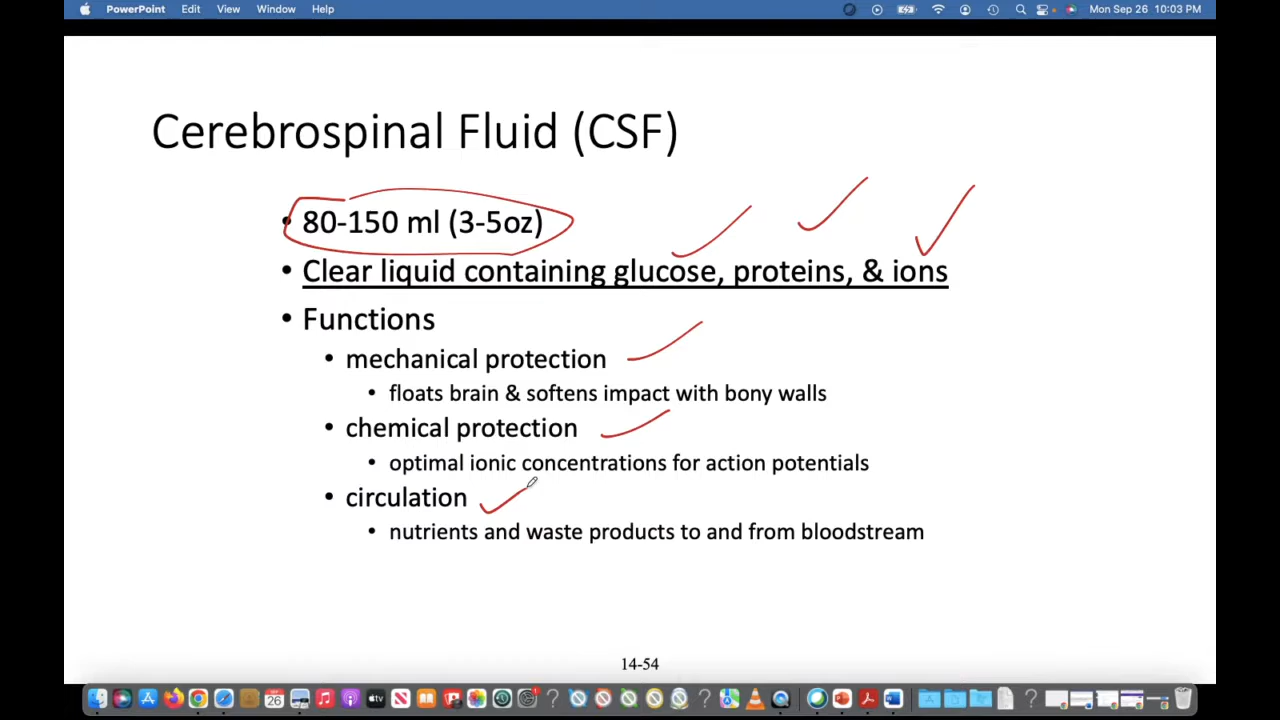 PowerPoint Edit View Window Help Mon Sep 26 10:03 PM
Cerebrospinal Fluid (CSF)
• 80-150 ml (3-5oz)
• Clear liquid containing glucose, proteins, & ions
• Functions
• mechanical protection
• floats brain & softens impact with bony walls
• chemical protection
• optimal ionic concentrations for action potentials
• circulation
• nutrients and waste products to and from bloodstream
14-54